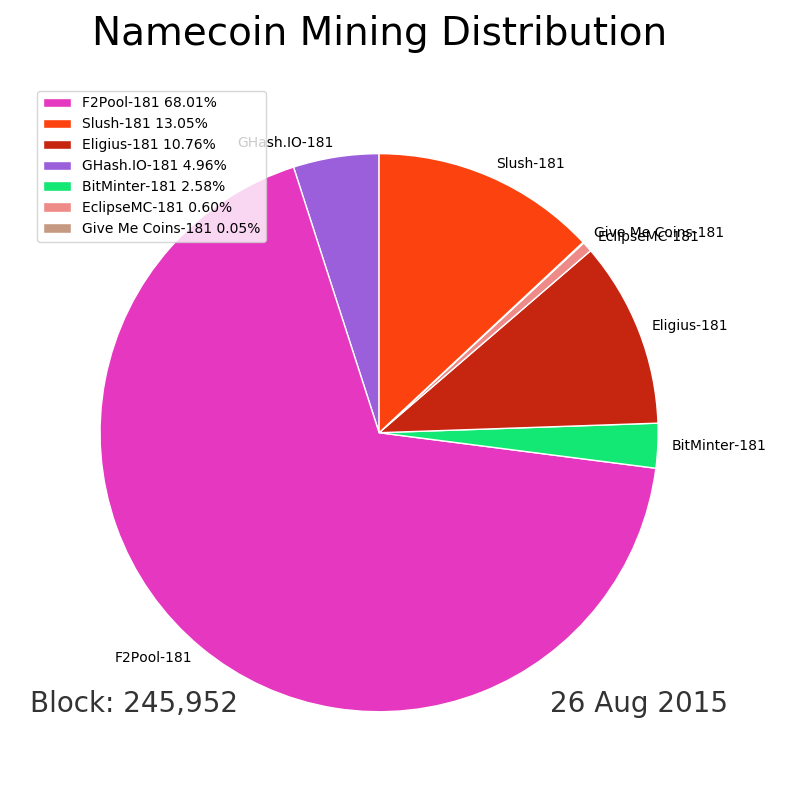 Namecoin Mining Distribution
F2Pool-181 68.01%
Slush-181 13.05%
Eligius-181 10.76%
GHash.IO-181 4.96%
BitMinter-181 2.58%
EclipseMC-181 0.60%
Give Me Coins-181 0.05%
GHash.IO-181
Slush-181
Give Me Coins-181
EclipseMC-181
Eligius-181
BitMinter-181
F2Pool-181
Block: 245,952
26 Aug 2015